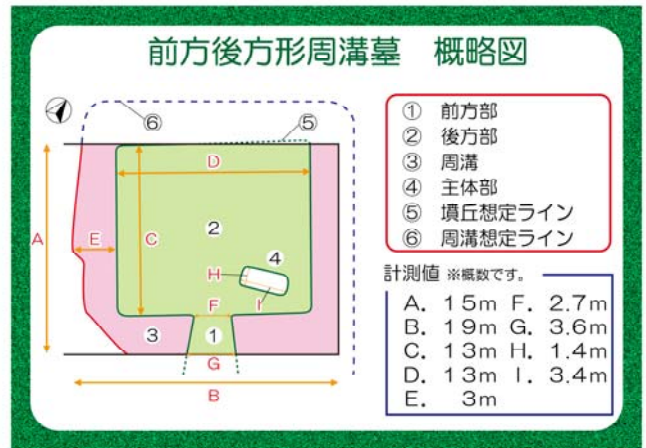 前方後方形周溝墓 概略図
⑥
⑤
D
A
E
C
②
④
H
I
F
③
①
G
B
① 前方部
② 後方部
③ 周溝
④ 主体部
⑤ 墳丘想定ライン
⑥ 周溝想定ライン
計測値 ※概数です。
A. 15m F. 2.7m
B. 19m G. 3.6m
C. 13m H. 1.4m
D. 13m I. 3.4m
E. 3m